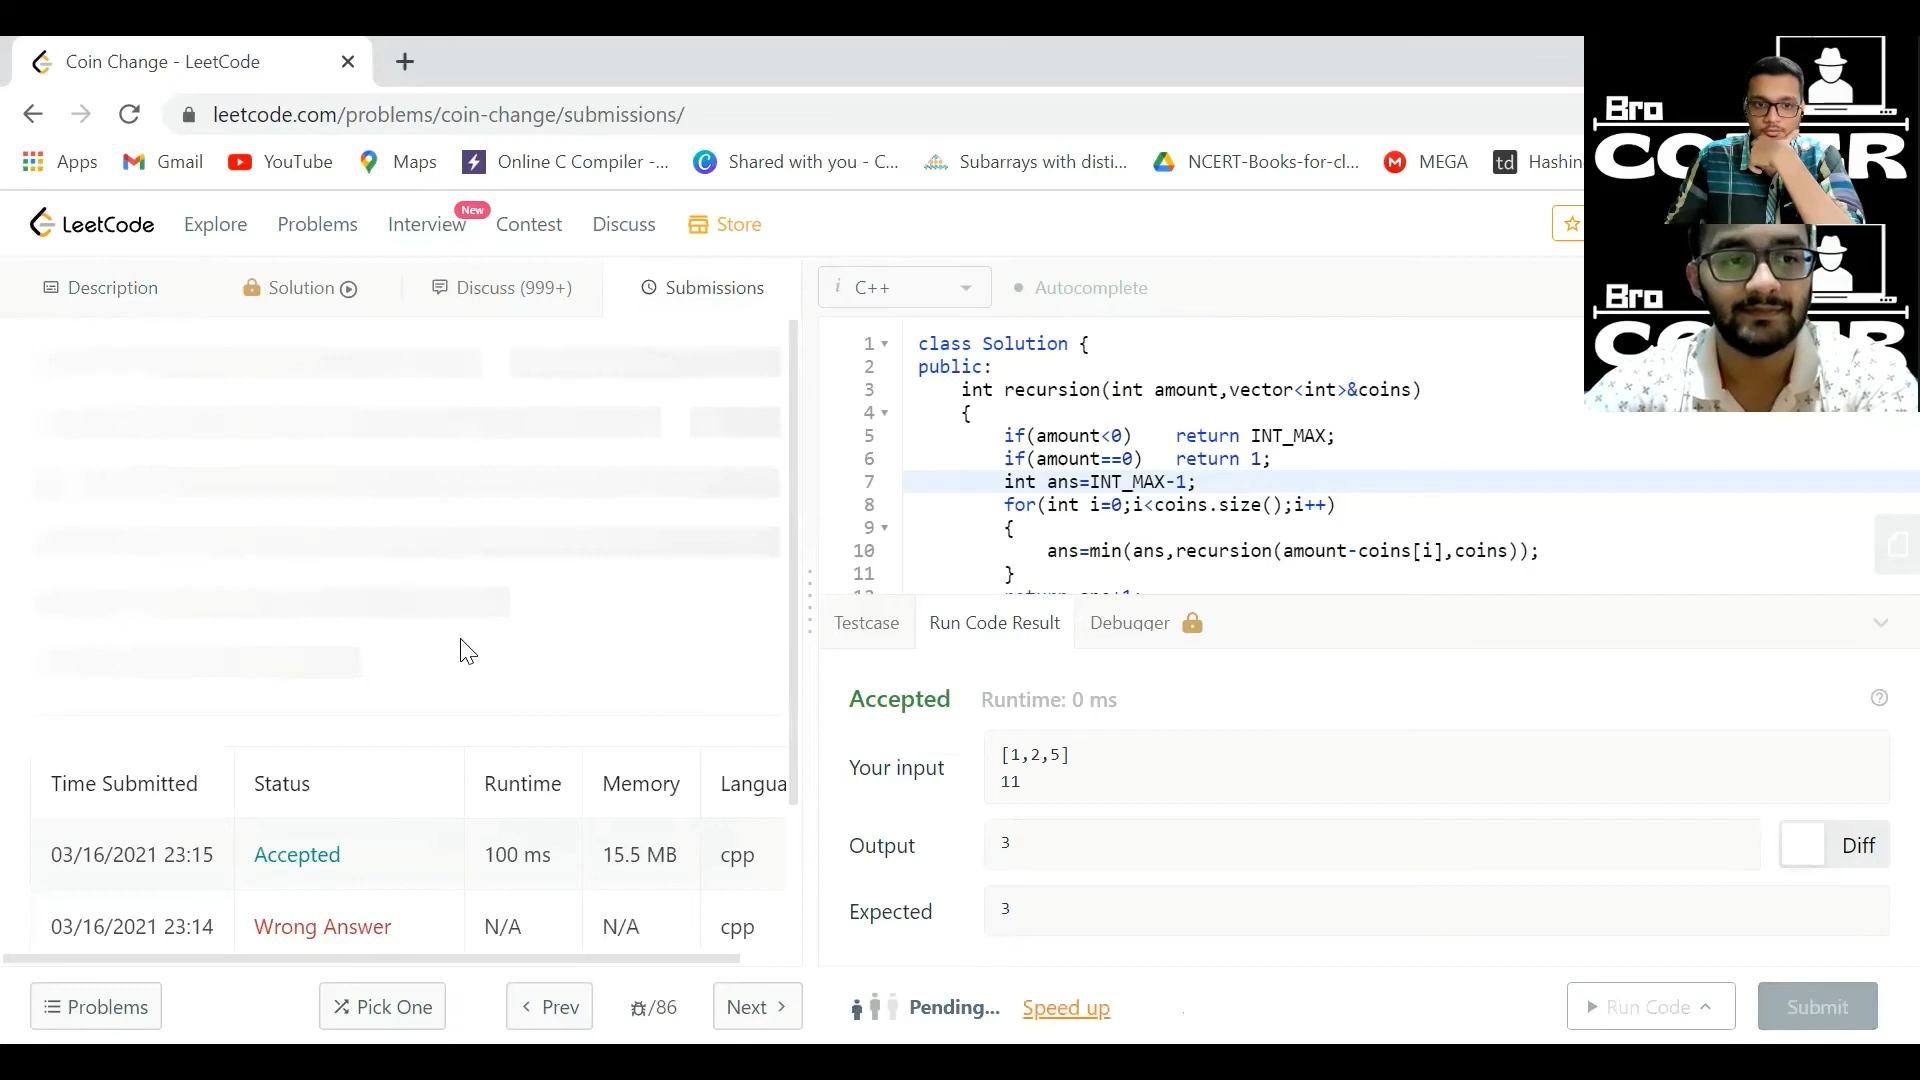 Coin Change - LeetCode
leetcode.com/problems/coin-change/submissions/
Apps Gmail YouTube Maps Online C Compiler -... Shared with you - C... Subarrays with disti... NCERT-Books-for-cl... MEGA td Hashin
LeetCode Explore Problems Interview New Contest Discuss Store
Description Solution Discuss (999+) Submissions
i C++ Autocomplete
1 class Solution {
2 public:
3 int recursion(int amount,vector<int>&coins)
4 {
5 if(amount<0) return INT_MAX;
6 if(amount==0) return 1;
7 int ans=INT_MAX-1;
8 for(int i=0;i<coins.size();i++)
9 {
10 ans=min(ans,recursion(amount-coins[i],coins));
11 }
Testcase Run Code Result Debugger
Accepted Runtime: 0 ms
Your input
[1,2,5]
11
Output 3 Diff
Expected 3
Time Submitted Status Runtime Memory Langua
03/16/2021 23:15 Accepted 100 ms 15.5 MB cpp
03/16/2021 23:14 Wrong Answer N/A N/A cpp
Problems Pick One Prev /86 Next Pending... Speed up Run Code Submit
Bro
Bro